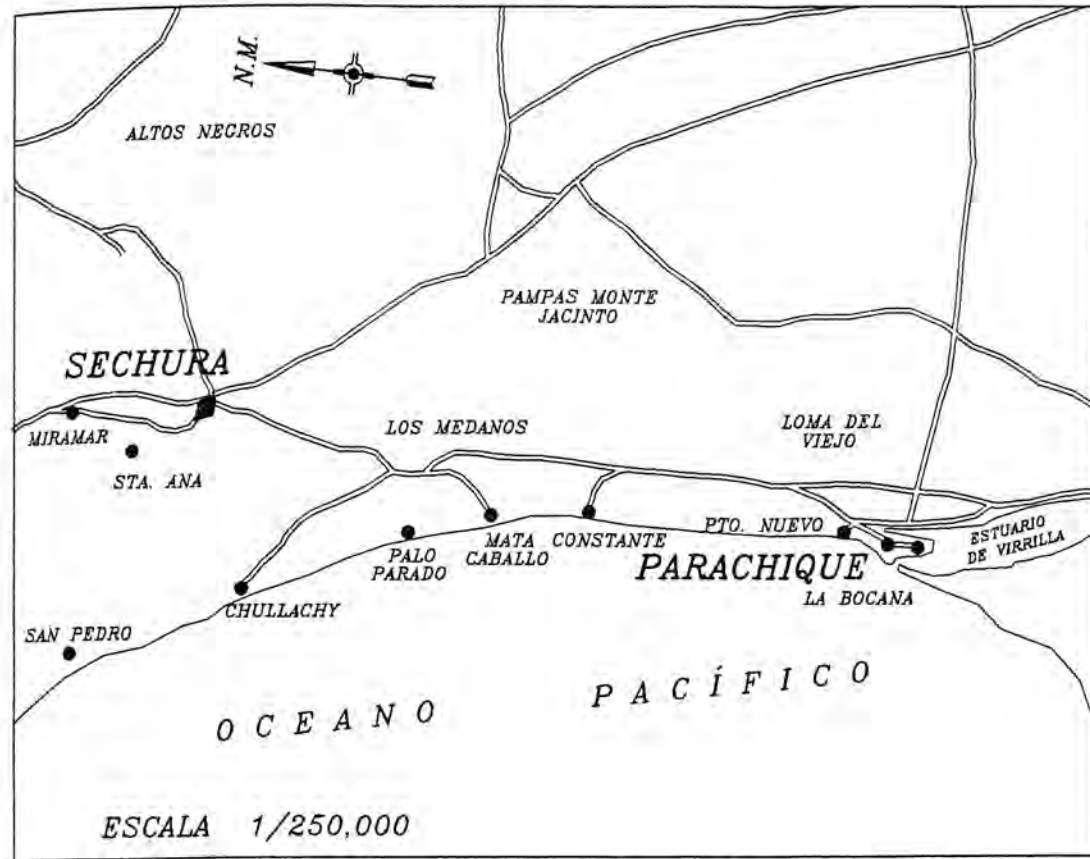 N.M.
ALTOS NEGROS
PAMPAS MONTE
JACINTO
SECHURA
MIRAMAR
STA. ANA
LOS MEDANOS
LOMA DEL
VIEJO
PTO. NUEVO
ESTUARIO
DE VIRRILLA
PALO
PARADO
MATA
CABALLO
CONSTANTE
PARACHIQUE
LA BOCANA
CHULLACHY
SAN PEDRO
OCEANO PACÍFICO
ESCALA 1/250,000